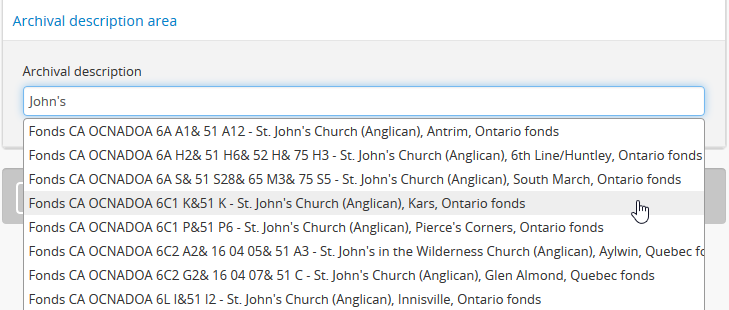 Archival description area
Archival description
John's
Fonds CA OCNADOA 6A A1& 51 A12 - St. John's Church (Anglican), Antrim, Ontario fonds
Fonds CA OCNADOA 6A H2& 51 H6& 52 H& 75 H3 - St. John's Church (Anglican), 6th Line/Huntley, Ontario fonds
Fonds CA OCNADOA 6A S& 51 S28& 65 M3& 75 S5 - St. John's Church (Anglican), South March, Ontario fonds
Fonds CA OCNADOA 6C1 K&51 K - St. John's Church (Anglican), Kars, Ontario fonds
Fonds CA OCNADOA 6C1 P&51 P6 - St. John's Church (Anglican), Pierce's Corners, Ontario fonds
Fonds CA OCNADOA 6C2 A2& 16 04 05& 51 A3 - St. John's in the Wilderness Church (Anglican), Aylwin, Quebec fo
Fonds CA OCNADOA 6C2 G2& 16 04 07& 51 C - St. John's Church (Anglican), Glen Almond, Quebec fonds
Fonds CA OCNADOA 6L I&51 I2 - St. John's Church (Anglican), Innisville, Ontario fonds